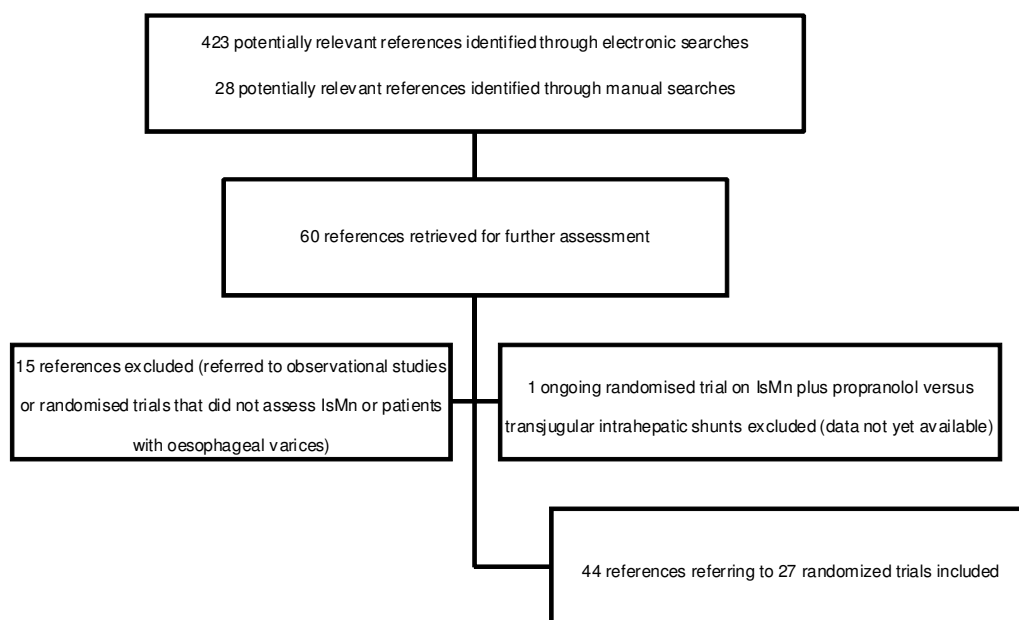 423 potentially relevant references identified through electronic searches
28 potentially relevant references identified through manual searches
60 references retrieved for further assessment
15 references excluded (referred to observational studies
or randomised trials that did not assess IsMn or patients
with oesophageal varices)
1 ongoing randomised trial on IsMn plus propranolol versus
transjugular intrahepatic shunts excluded (data not yet available)
44 references referring to 27 randomized trials included